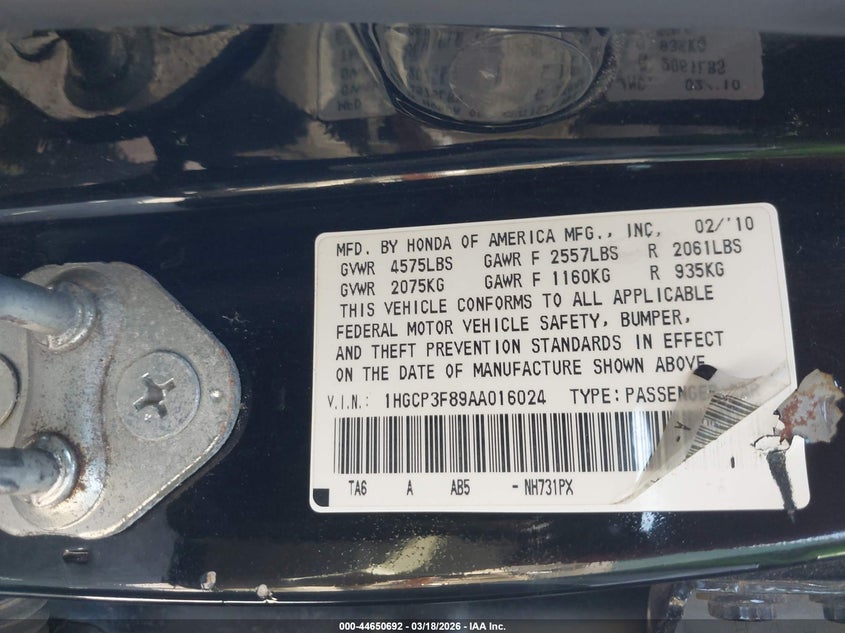 MFD. BY HONDA OF AMERICA MFG., INC. 02/'10
GVWR 4575LBS GAWR F 2557LBS R 2061LBS
GVWR 2075KG GAWR F 1160KG R 935KG
THIS VEHICLE CONFORMS TO ALL APPLICABLE
FEDERAL MOTOR VEHICLE SAFETY, BUMPER,
AND THEFT PREVENTION STANDARDS IN EFFECT
ON THE DATE OF MANUFACTURE SHOWN ABOVE
V.I.N.: 1HGCP3F89AA016024 TYPE:PASSENGE
TA6 A AB5 -NH731PX
000-44650692 - 03/18/2026 - IAA Inc.